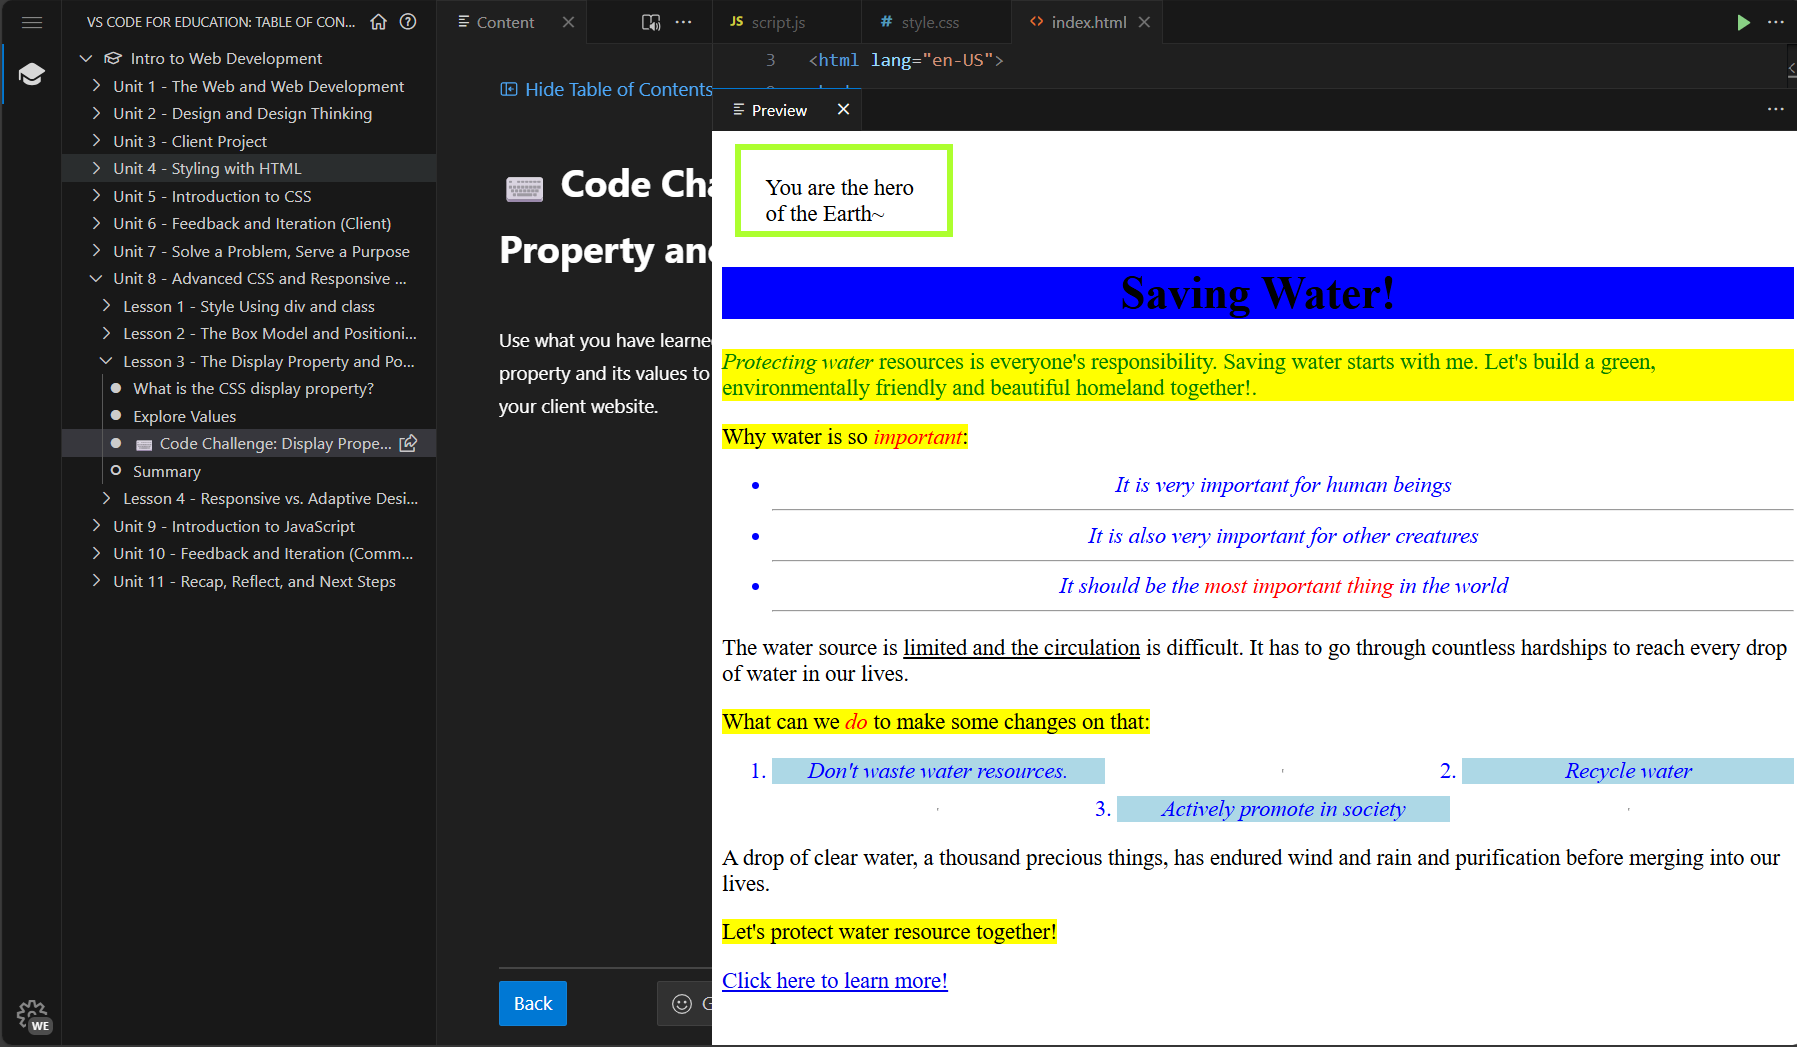 VS CODE FOR EDUCATION: TABLE OF CON...
Intro to Web Development
Unit 1 - The Web and Web Development
Unit 2 - Design and Design Thinking
Unit 3 - Client Project
Unit 4 - Styling with HTML
Unit 5 - Introduction to CSS
Unit 6 - Feedback and Iteration (Client)
Unit 7 - Solve a Problem, Serve a Purpose
Unit 8 - Advanced CSS and Responsive ...
Lesson 1 - Style Using div and class
Lesson 2 - The Box Model and Positioni...
Lesson 3 - The Display Property and Po...
What is the CSS display property?
Explore Values
Code Challenge: Display Prope...
Summary
Lesson 4 - Responsive vs. Adaptive Desi...
Unit 9 - Introduction to JavaScript
Unit 10 - Feedback and Iteration (Comm...
Unit 11 - Recap, Reflect, and Next Steps
WE
Content
Hide Table of Contents
Code Cha
Property and
Use what you have learne
property and its values to
your client website.
Back
G
JS script.js
# style.css
<> index.html
3 <html lang="en-US">
Preview
You are the hero
of the Earth~
Saving Water!
Protecting water resources is everyone's responsibility. Saving water starts with me. Let's build a green,
environmentally friendly and beautiful homeland together!.
Why water is so important:
• It is very important for human beings
• It is also very important for other creatures
• It should be the most important thing in the world
The water source is limited and the circulation is difficult. It has to go through countless hardships to reach every drop
of water in our lives.
What can we do to make some changes on that:
1. Don't waste water resources.
2. Recycle water
3. Actively promote in society
A drop of clear water, a thousand precious things, has endured wind and rain and purification before merging into our
lives.
Let's protect water resource together!
Click here to learn more!